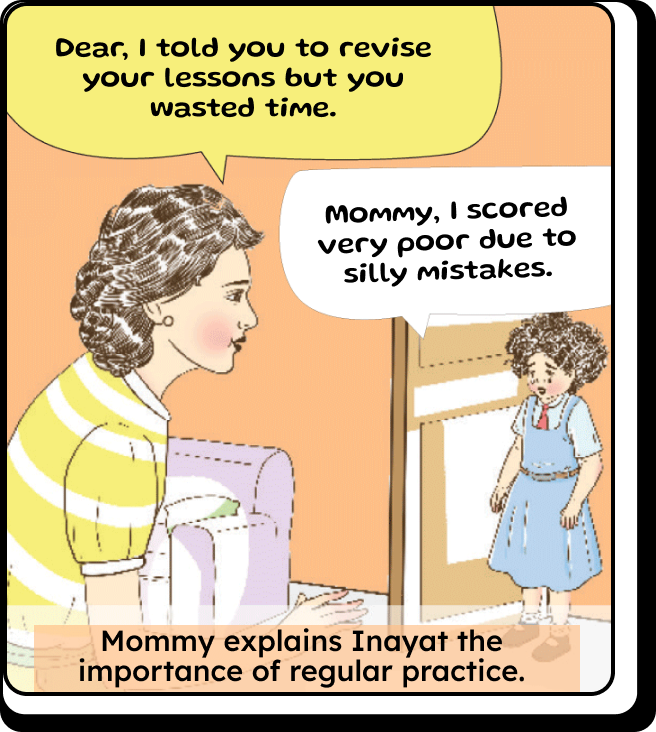 Dear, I told you to revise
your lessons but you
wasted time.
Mommy, I scored
very poor due to
silly mistakes.
Mommy explains Inayat the
importance of regular practice.